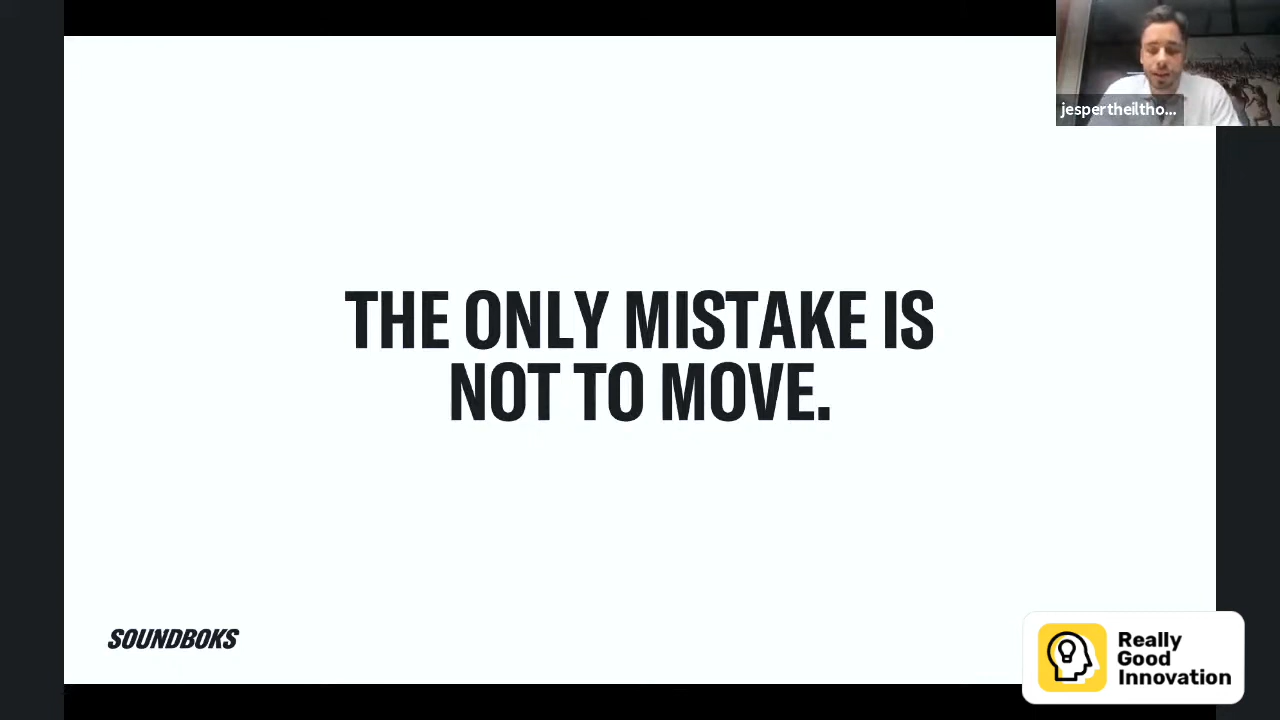 jespertheiltho...
THE ONLY MISTAKE IS
NOT TO MOVE.
SOUNDBOKS
Really
Good
Innovation